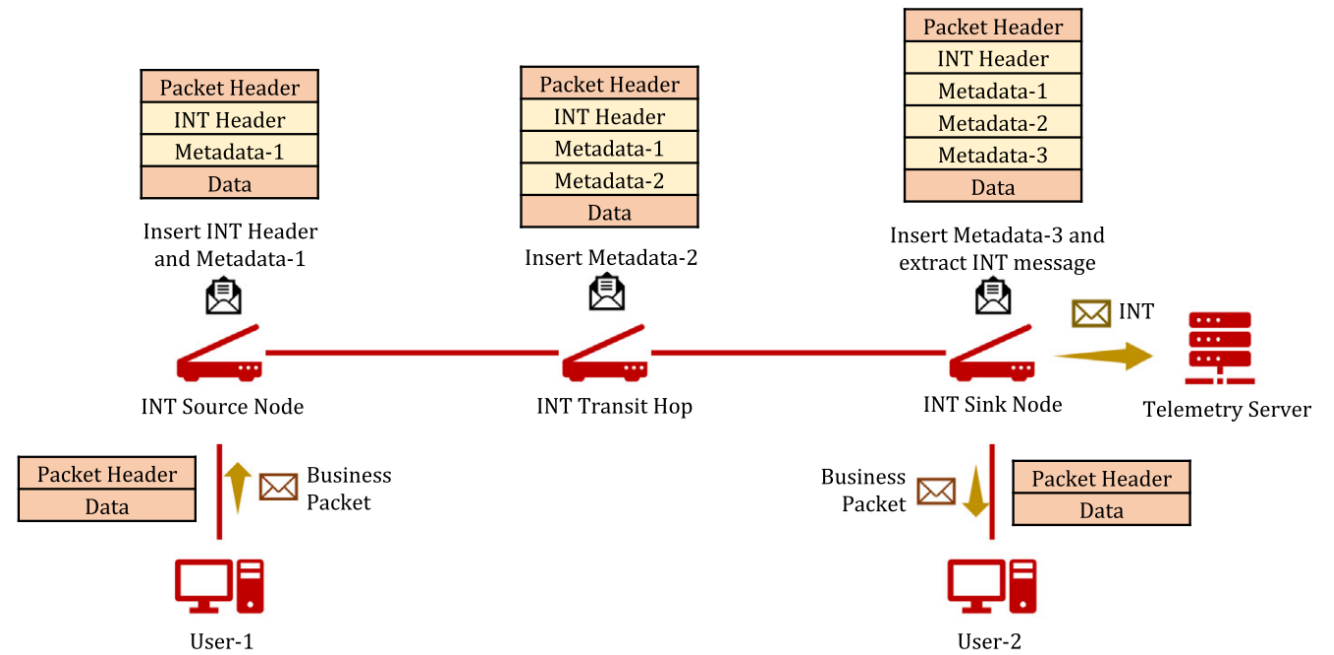 Packet Header
INT Header
Metadata-1
Data
Insert INT Header
and Metadata-1
Packet Header
INT Header
Metadata-1
Metadata-2
Data
Insert Metadata-2
Packet Header
INT Header
Metadata-1
Metadata-2
Metadata-3
Data
Insert Metadata-3 and
extract INT message
INT
INT Source Node
INT Transit Hop
INT Sink Node
Telemetry Server
Packet Header
Data
Business
Packet
Business
Packet
Packet Header
Data
User-1
User-2